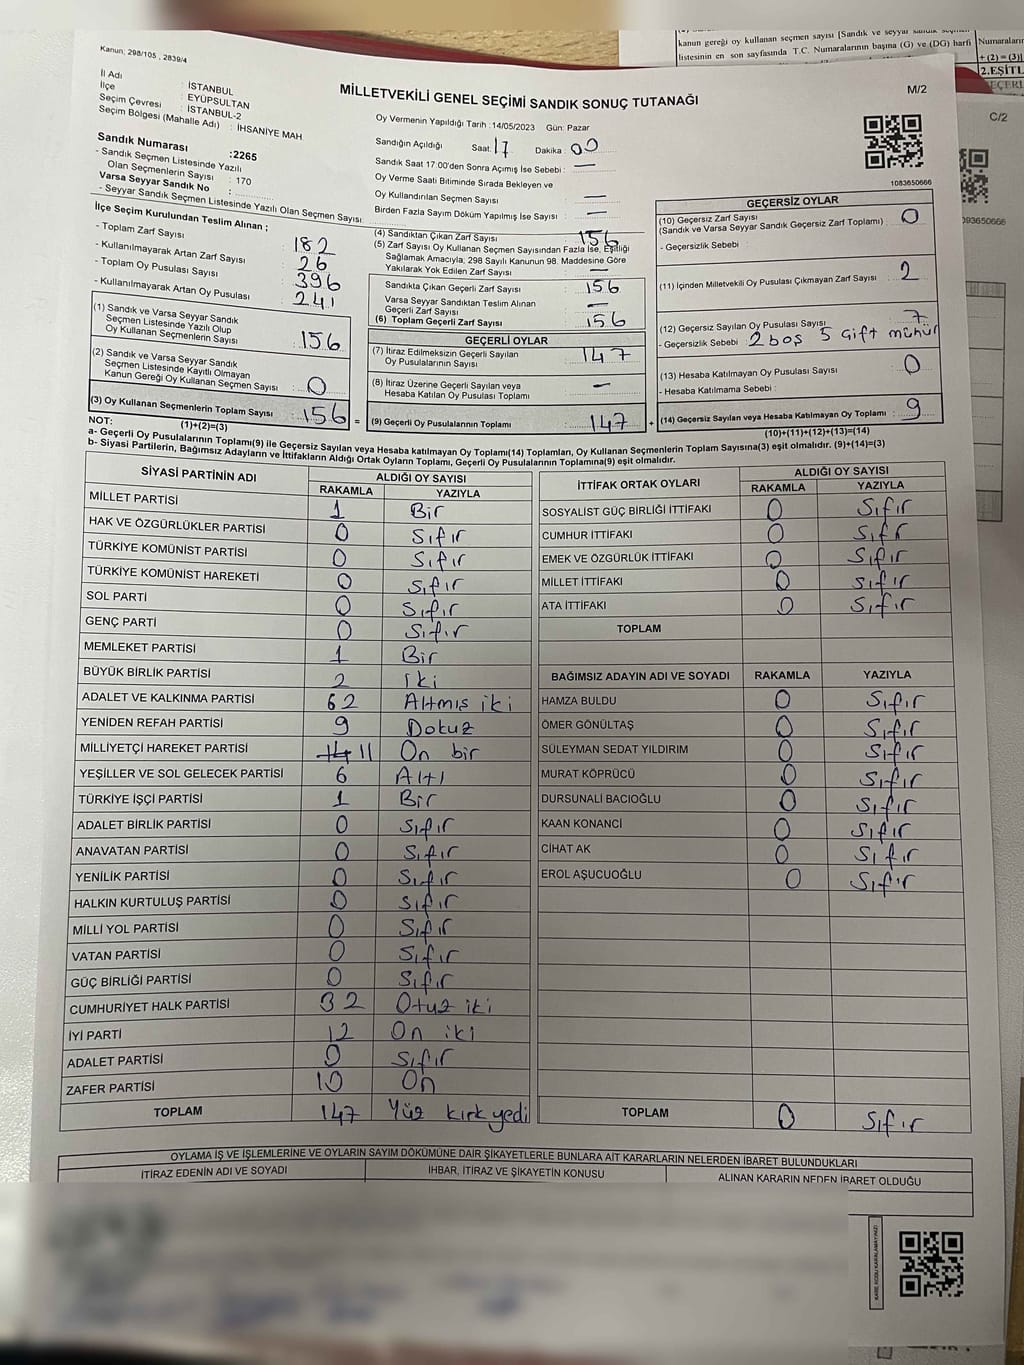 kanun gereği oy kullanan seçmen sayısı [Sandık ve seyyar sandık seçmen
listesinin en son sayfasında T.C. Numaralarının başına (G) ve (DG) harfi
Numaraların
+ (2) = (3)]
2.EŞİTL
C/2
Kanun; 298/105 , 2839/4
MİLLETVEKİLİ GENEL SEÇİMİ SANDIK SONUÇ TUTANAĞI
M/2
İl Adı : İSTANBUL
İlçe : EYÜPSULTAN
Seçim Çevresi : İSTANBUL-2
Seçim Bölgesi (Mahalle Adı) : İHSANİYE MAH
Sandık Numarası :2265
- Sandık Seçmen Listesinde Yazılı
Olan Seçmenlerin Sayısı : 170
Varsa Seyyar Sandık No :
- Seyyar Sandık Seçmen Listesinde Yazılı Olan Seçmen Sayısı
Oy Vermenin Yapıldığı Tarih :14/05/2023 Gün: Pazar
Sandığın Açıldığı Saat: 17 Dakika : 00
Sandık Saat 17:00'den Sonra Açımış İse Sebebi : —
Oy Verme Saati Bitiminde Sırada Bekleyen ve
Oy Kullandırılan Seçmen Sayısı : —
Birden Fazla Sayım Döküm Yapılmış İse Sayısı : —
1083650666
İlçe Seçim Kurulundan Teslim Alınan ;
- Toplam Zarf Sayısı : 182
- Kullanılmayarak Artan Zarf Sayısı : 26
- Toplam Oy Pusulası Sayısı : 396
- Kullanılmayarak Artan Oy Pusulası : 241
(1) Sandık ve Varsa Seyyar Sandık
Seçmen Listesinde Yazılı Olup
Oy Kullanan Seçmenlerin Sayısı : 156
(2) Sandık ve Varsa Seyyar Sandık
Seçmen Listesinde Kayıtlı Olmayan
Kanun Gereği Oy Kullanan Seçmen Sayısı : 0
(3) Oy Kullanan Seçmenlerin Toplam Sayısı : 156 =
(1)+(2)=(3)
(4) Sandıktan Çıkan Zarf Sayısı : 156
(5) Zarf Sayısı Oy Kullanan Seçmen Sayısından Fazla İse, Eşitliği
Sağlamak Amacıyla; 298 Sayılı Kanunun 98. Maddesine Göre
Yakılarak Yok Edilen Zarf Sayısı : —
Sandıkta Çıkan Geçerli Zarf Sayısı : 156
Varsa Seyyar Sandıktan Teslim Alınan
Geçerli Zarf Sayısı : —
(6) Toplam Geçerli Zarf Sayısı : 156
GEÇERLİ OYLAR
(7) İtiraz Edilmeksizin Geçerli Sayılan
Oy Pusulalarının Sayısı : 147
(8) İtiraz Üzerine Geçerli Sayılan veya
Hesaba Katılan Oy Pusulası Toplamı : —
(9) Geçerli Oy Pusulalarının Toplamı : 147 +
GEÇERSİZ OYLAR
(10) Geçersiz Zarf Sayısı
(Sandık ve Varsa Seyyar Sandık Geçersiz Zarf Toplamı) : 0
- Geçersizlik Sebebi :
(11) İçinden Milletvekili Oy Pusulası Çıkmayan Zarf Sayısı : 2
(12) Geçersiz Sayılan Oy Pusulası Sayısı : 7
- Geçersizlik Sebebi : 2 boş 5 Gift mühür
(13) Hesaba Katılmayan Oy Pusulası Sayısı : 0
- Hesaba Katılmama Sebebi :
(14) Geçersiz Sayılan veya Hesaba Katılmayan Oy Toplamı : 9
(10)+(11)+(12)+(13)=(14)
NOT:
a- Geçerli Oy Pusulalarının Toplamı(9) ile Geçersiz Sayılan veya Hesaba katılmayan Oy Toplamı(14) Toplamları, Oy Kullanan Seçmenlerin Toplam Sayısına(3) eşit olmalıdır. (9)+(14)=(3)
b- Siyasi Partilerin, Bağımsız Adayların ve İttifakların Aldığı Ortak Oyların Toplamı, Geçerli Oy Pusulalarının Toplamına(9) eşit olmalıdır.
SİYASİ PARTİNİN ADI ALDIĞI OY SAYISI
RAKAMLA YAZIYLA
MİLLET PARTİSİ 1 Bir
HAK VE ÖZGÜRLÜKLER PARTİSİ 0 Sıfır
TÜRKİYE KOMÜNİST PARTİSİ 0 Sıfır
TÜRKİYE KOMÜNİST HAREKETİ 0 Sıfır
SOL PARTİ 0 Sıfır
GENÇ PARTİ 0 Sıfır
MEMLEKET PARTİSİ 1 Bir
BÜYÜK BİRLİK PARTİSİ 2 İki
ADALET VE KALKINMA PARTİSİ 62 Altmış iki
YENİDEN REFAH PARTİSİ 9 Dokuz
MİLLİYETÇİ HAREKET PARTİSİ 11 On bir
YEŞİLLER VE SOL GELECEK PARTİSİ 6 Altı
TÜRKİYE İŞÇİ PARTİSİ 1 Bir
ADALET BİRLİK PARTİSİ 0 Sıfır
ANAVATAN PARTİSİ 0 Sıfır
YENİLİK PARTİSİ 0 Sıfır
HALKIN KURTULUŞ PARTİSİ 0 Sıfır
MİLLİ YOL PARTİSİ 0 Sıfır
VATAN PARTİSİ 0 Sıfır
GÜÇ BİRLİĞİ PARTİSİ 0 Sıfır
CUMHURİYET HALK PARTİSİ 32 Otuz iki
İYİ PARTİ 12 On iki
ADALET PARTİSİ 0 Sıfır
ZAFER PARTİSİ 10 On
TOPLAM 147 Yüz kırk yedi
İTTİFAK ORTAK OYLARI ALDIĞI OY SAYISI
RAKAMLA YAZIYLA
SOSYALİST GÜÇ BİRLİĞİ İTTİFAKI 0 Sıfır
CUMHUR İTTİFAKI 0 Sıfır
EMEK VE ÖZGÜRLÜK İTTİFAKI 0 Sıfır
MİLLET İTTİFAKI 0 Sıfır
ATA İTTİFAKI 0 Sıfır
TOPLAM
BAĞIMSIZ ADAYIN ADI VE SOYADI RAKAMLA YAZIYLA
HAMZA BULDU 0 Sıfır
ÖMER GÖNÜLTAŞ 0 Sıfır
SÜLEYMAN SEDAT YILDIRIM 0 Sıfır
MURAT KÖPRÜCÜ 0 Sıfır
DURSUNALİ BACIOĞLU 0 Sıfır
KAAN KONANCİ 0 Sıfır
CİHAT AK 0 Sıfır
EROL AŞUCUOĞLU 0 Sıfır
TOPLAM 0 Sıfır
OYLAMA İŞ VE İŞLEMLERİNE VE OYLARIN SAYIM DÖKÜMÜNE DAİR ŞİKAYETLERLE BUNLARA AİT KARARLARIN NELERDEN İBARET BULUNDUKLARI
İTİRAZ EDENİN ADI VE SOYADI İHBAR, İTİRAZ VE ŞİKAYETİN KONUSU ALINAN KARARIN NEDEN İBARET OLDUĞU